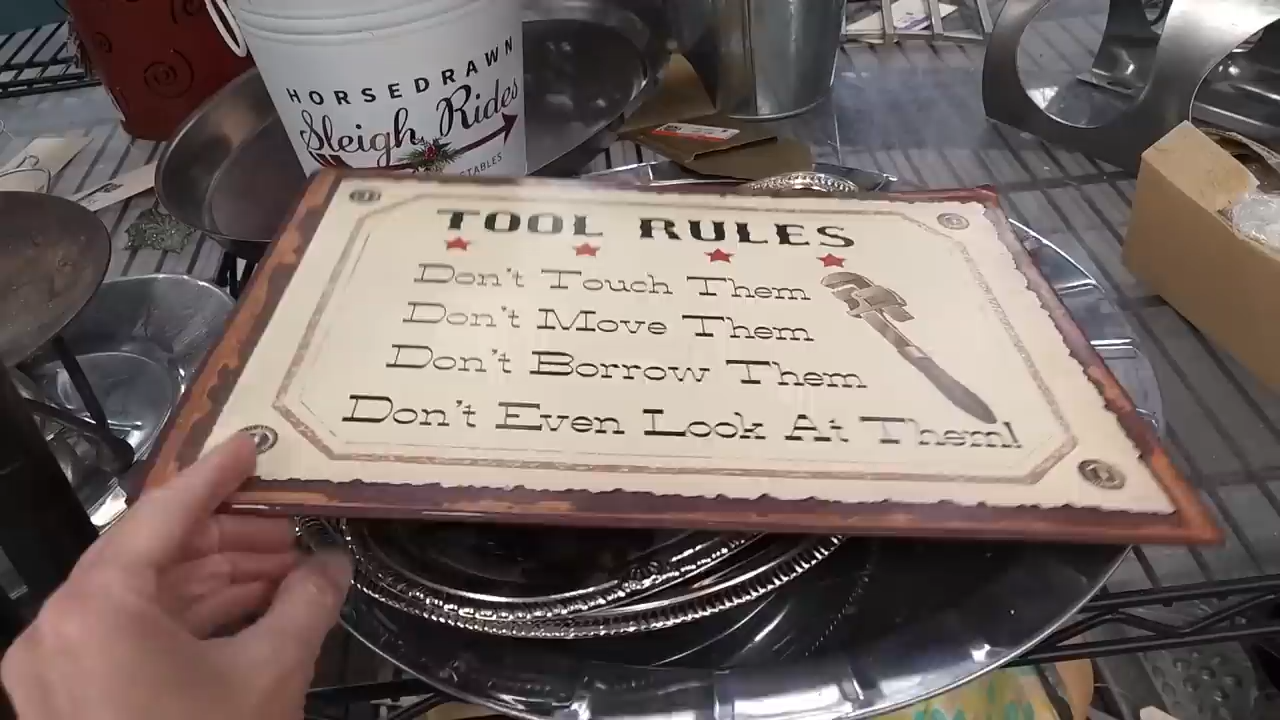 HORSEDRAWN
Sleigh Rides
STABLES
TOOL RULES
Don't Touch Them
Don't Move Them
Don't Borrow Them
Don't Even Look At Them!